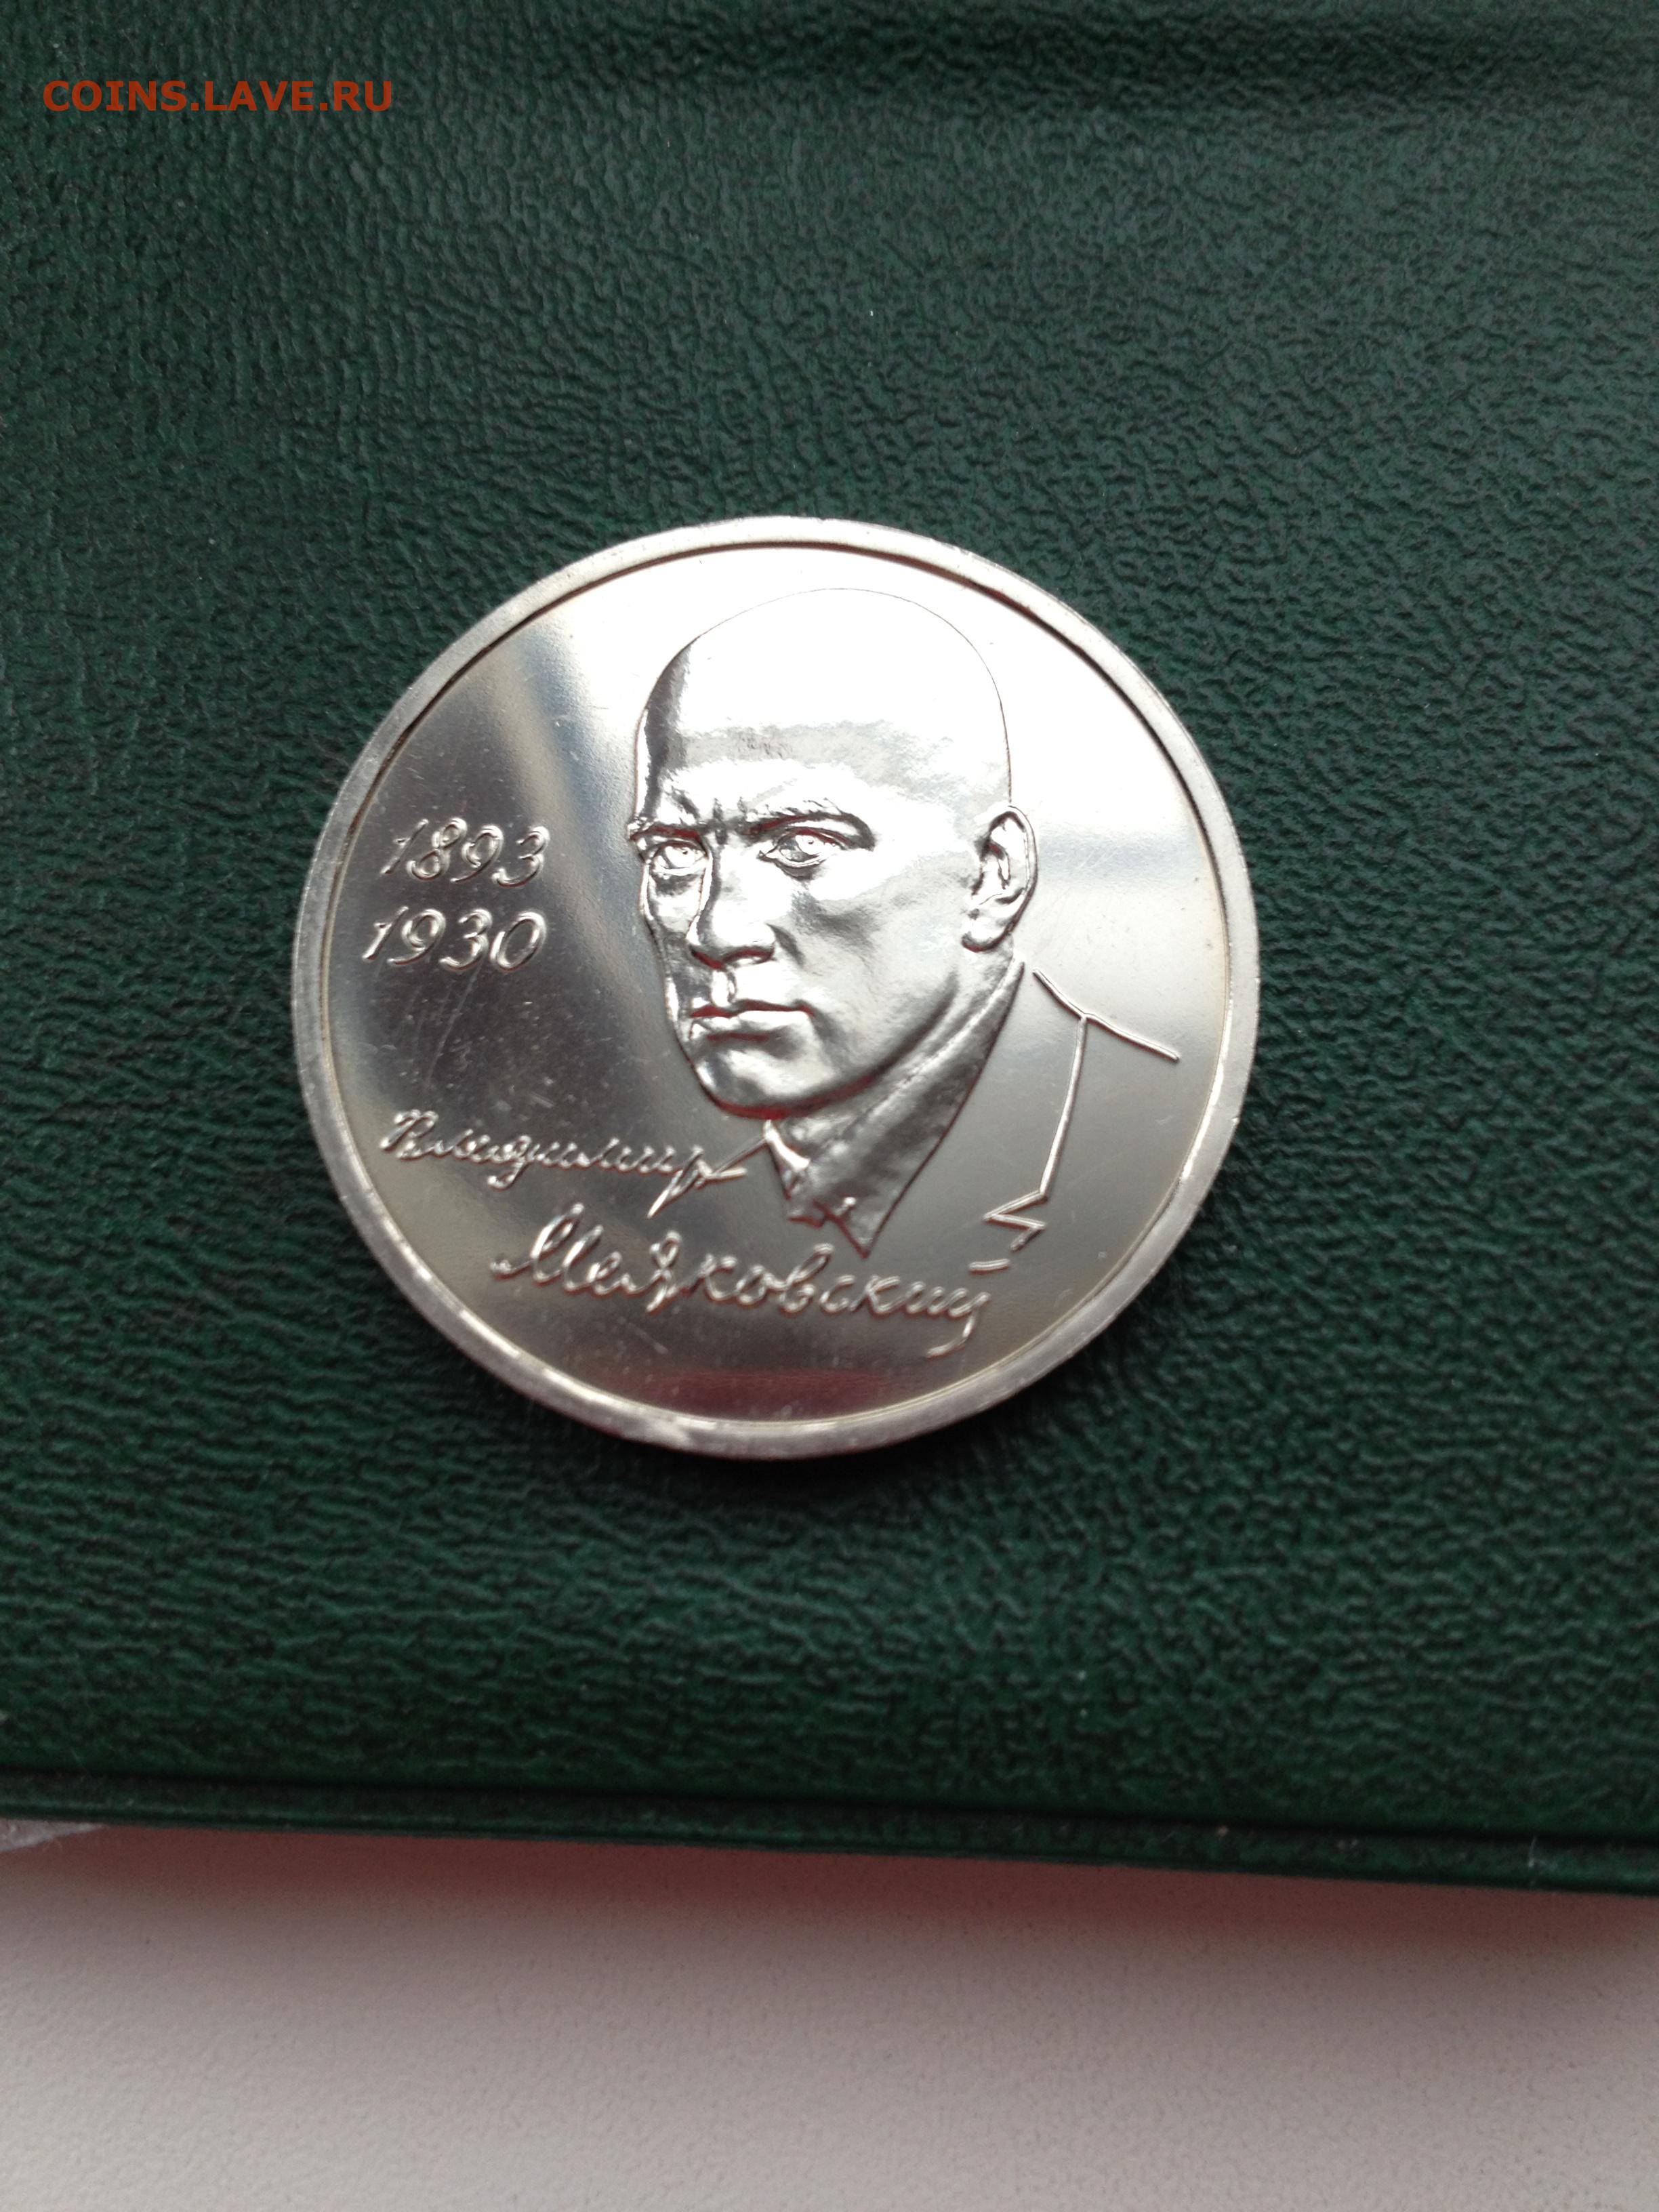 COINS.LAVE.RU
1893
1930
Владимир
Маяковский